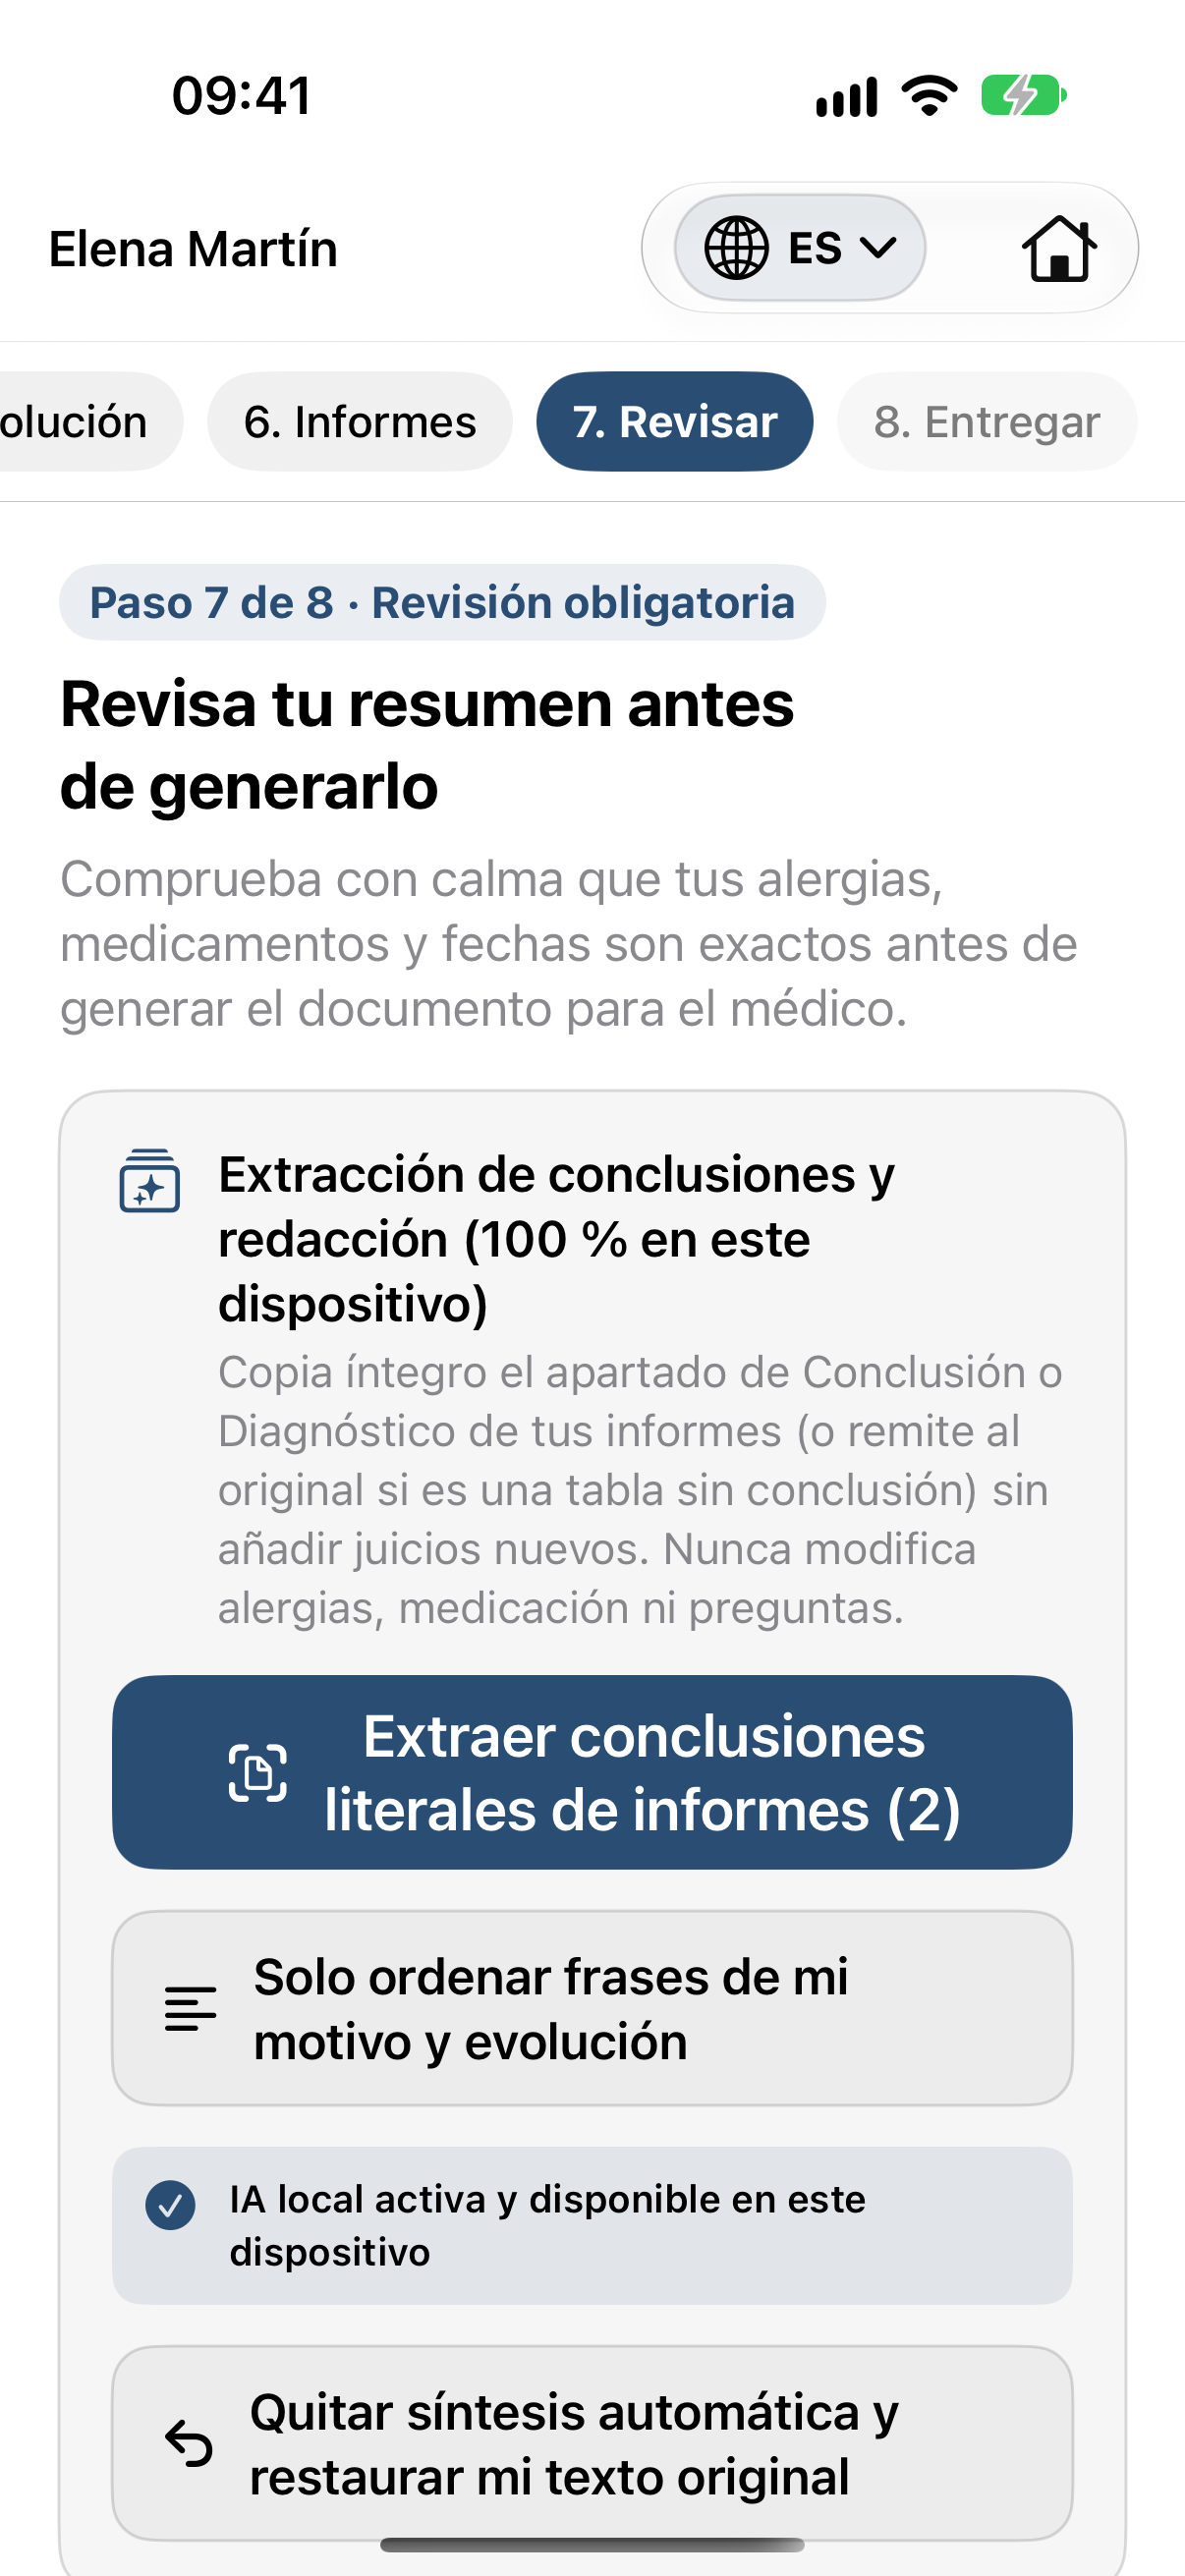 09:41
Elena Martín
ES
olución
6. Informes
7. Revisar
8. Entregar
Paso 7 de 8 · Revisión obligatoria
Revisa tu resumen antes
de generarlo
Comprueba con calma que tus alergias,
medicamentos y fechas son exactos antes de
generar el documento para el médico.
Extracción de conclusiones y
redacción (100 % en este
dispositivo)
Copia íntegro el apartado de Conclusión o
Diagnóstico de tus informes (o remite al
original si es una tabla sin conclusión) sin
añadir juicios nuevos. Nunca modifica
alergias, medicación ni preguntas.
Extraer conclusiones
literales de informes (2)
Solo ordenar frases de mi
motivo y evolución
IA local activa y disponible en este
dispositivo
Quitar síntesis automática y
restaurar mi texto original